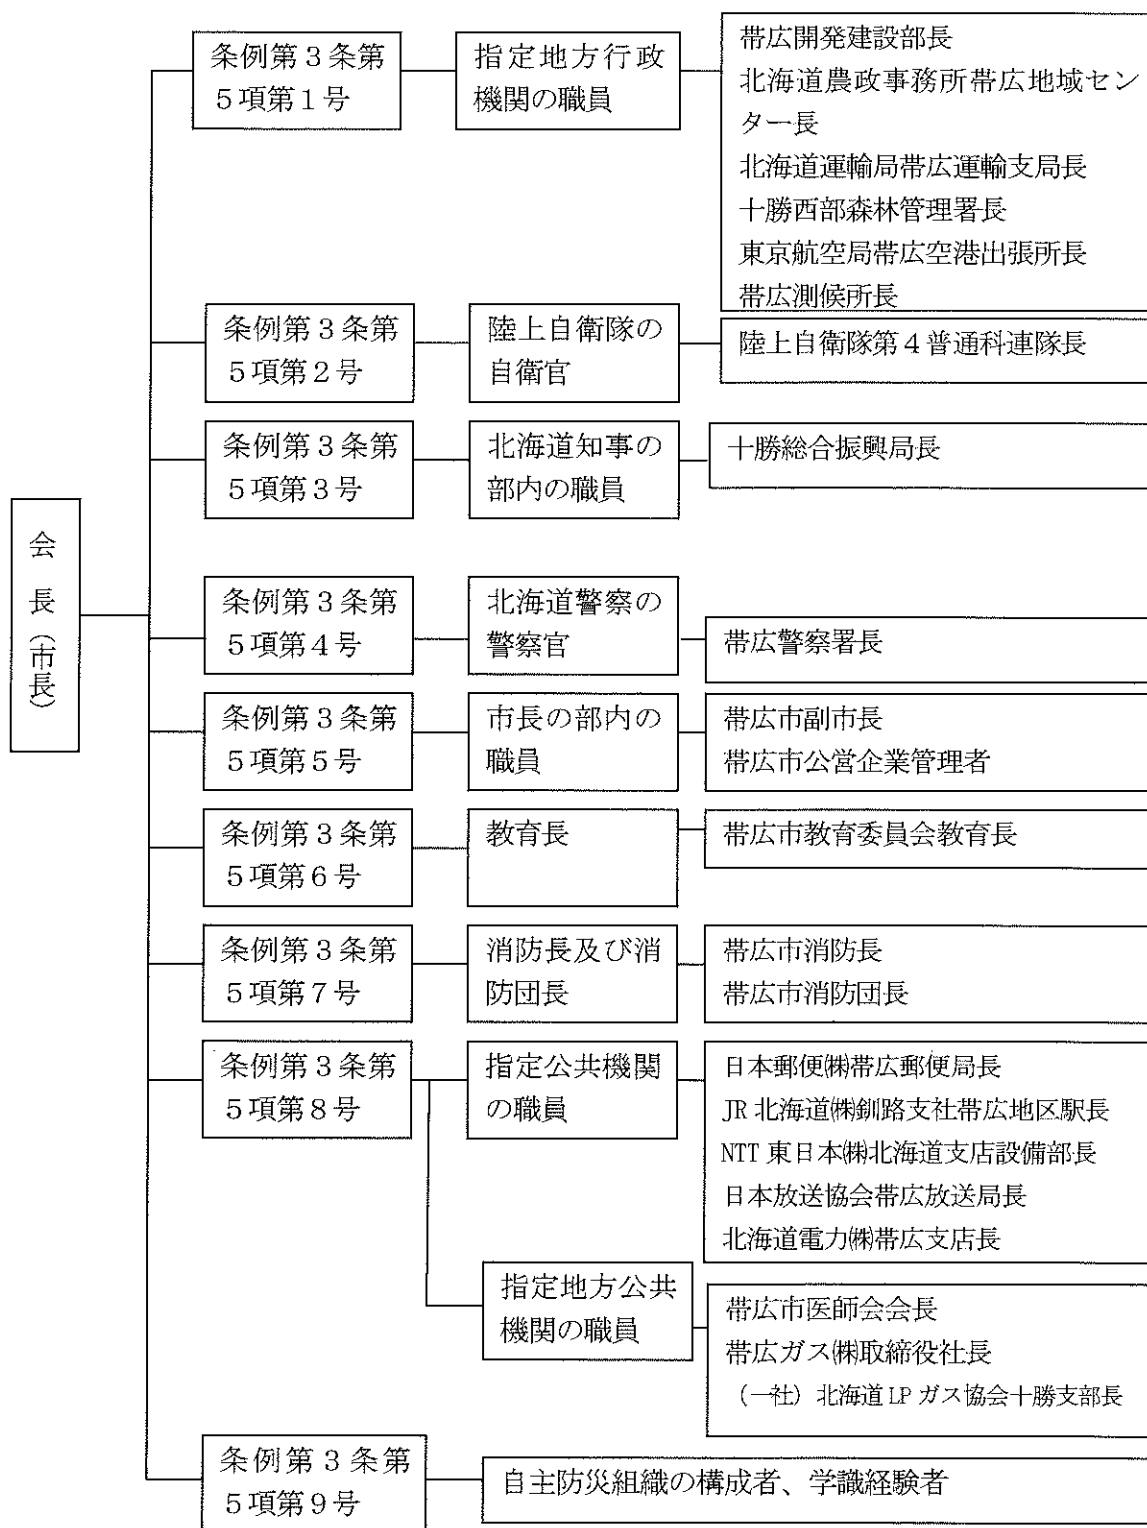 会長(市長)
条例第3条第
5項第1号
指定地方行政
機関の職員
帯広開発建設部長
北海道農政事務所帯広地域セン
ター長
北海道運輸局帯広運輸支局長
十勝西部森林管理署長
東京航空局帯広空港出張所長
帯広測候所長
条例第3条第
5項第2号
陸上自衛隊の
自衛官
陸上自衛隊第4普通科連隊長
条例第3条第
5項第3号
北海道知事の
部内の職員
十勝総合振興局長
条例第3条第
5項第4号
北海道警察の
警察官
帯広警察署長
条例第3条第
5項第5号
市長の部内の
職員
帯広市副市長
帯広市公営企業管理者
条例第3条第
5項第6号
教育長
帯広市教育委員会教育長
条例第3条第
5項第7号
消防長及び消
防団長
帯広市消防長
帯広市消防団長
条例第3条第
5項第8号
指定公共機関
の職員
日本郵便㈱帯広郵便局長
JR北海道㈱釧路支社帯広地区駅長
NTT東日本㈱北海道支店設備部長
日本放送協会帯広放送局長
北海道電力㈱帯広支店長
指定地方公共
機関の職員
帯広市医師会会長
帯広ガス㈱取締役社長
(一社)北海道LPガス協会十勝支部長
条例第3条第
5項第9号
自主防災組織の構成者、学識経験者